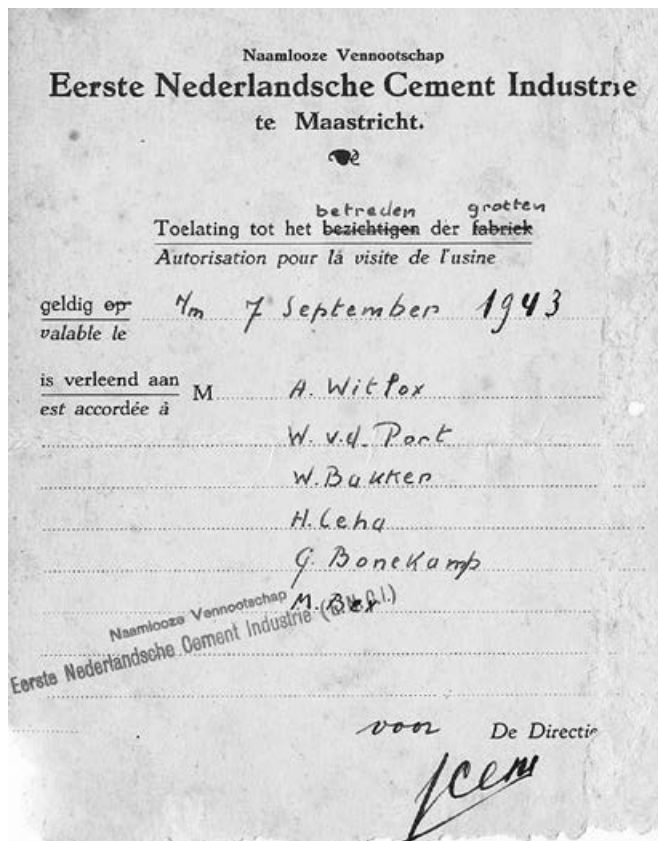 Naamlooze Vennootschap
Eerste Nederlandsche Cement Industrie
te Maastricht.
betreden grotten
Toelating tot het bezichtigen der fabriek
Autorisation pour la visite de l'usine
geldig op t/m 7 September 1943
valable le
is verleend aan M A. Witlox
est accordée à
W. v.d. Port
W. Bakker
H. Leha
G. Bonekamp
M. Bex
Naamlooze Vennootschap
Eerste Nederlandsche Cement Industrie (E.N.C.I.)
voor De Directie